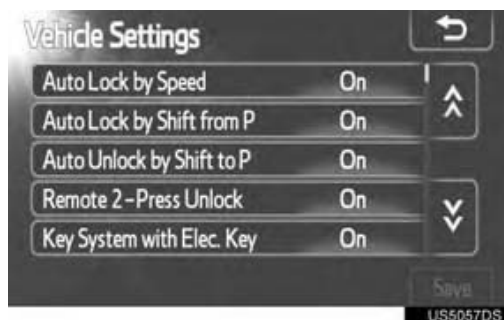 Vehicle Settings
Auto Lock by Speed On
Auto Lock by Shift from P On
Auto Unlock by Shift to P On
Remote 2-Press Unlock On
Key System with Elec. Key On
Save
US5057DS